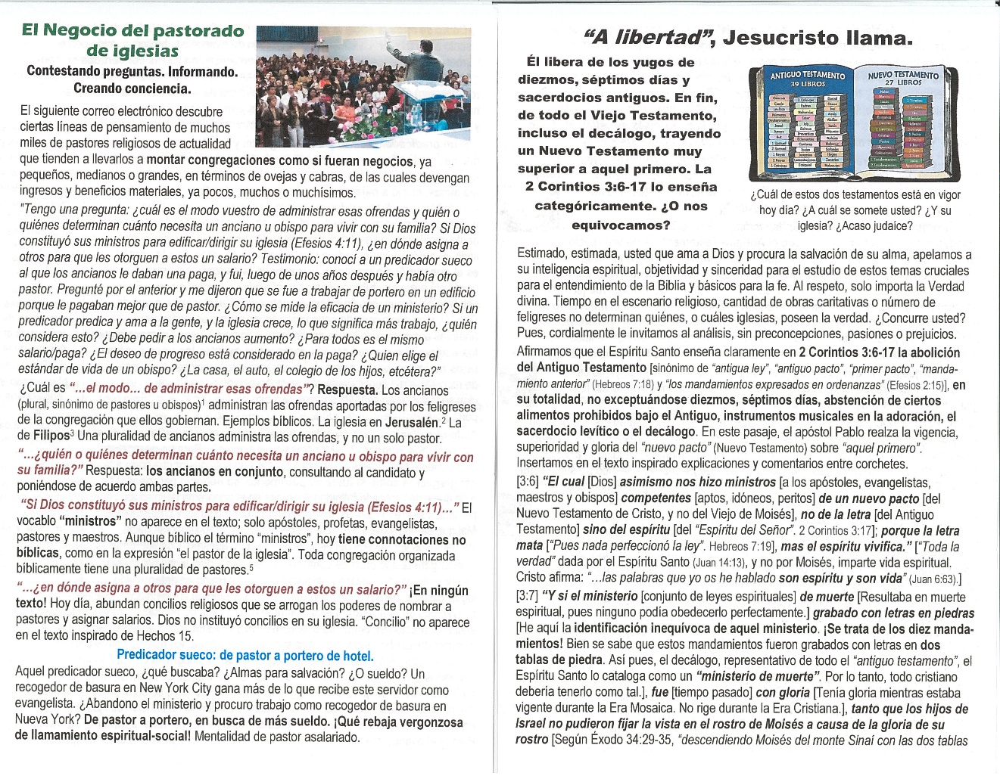 El Negocio del pastorado
de iglesias
Contestando preguntas. Informando.
Creando conciencia.
El siguiente correo electrónico descubre
ciertas líneas de pensamiento de muchos
miles de pastores religiosos de actualidad
que tienden a llevarlos a montar congregaciones como si fueran negocios, ya
pequeños, medianos o grandes, en términos de ovejas y cabras, de las cuales devengan
ingresos y beneficios materiales, ya pocos, muchos o muchísimos.
"Tengo una pregunta: ¿cuál es el modo vuestro de administrar esas ofrendas y quién o
quiénes determinan cuánto necesita un anciano u obispo para vivir con su familia? Si Dios
constituyó sus ministros para edificar/dirigir su iglesia (Efesios 4:11), ¿en dónde asigna a
otros para que les otorguen a estos un salario? Testimonio: conocí a un predicador sueco
al que los ancianos le daban una paga, y fui, luego de unos años después y había otro
pastor. Pregunté por el anterior y me dijeron que se fue a trabajar de portero en un edificio
porque le pagaban mejor que de pastor. ¿Cómo se mide la eficacia de un ministerio? Si un
predicador predica y ama a la gente, y la iglesia crece, lo que significa más trabajo, ¿quién
considera esto? ¿Debe pedir a los ancianos aumento? ¿Para todos es el mismo
salario/paga? ¿El deseo de progreso está considerado en la paga? ¿Quien elige el
estándar de vida de un obispo? ¿La casa, el auto, el colegio de los hijos, etcétera?"
¿Cuál es "...el modo... de administrar esas ofrendas"? Respuesta. Los ancianos
(plural, sinónimo de pastores u obispos)1 administran las ofrendas aportadas por los feligreses
de la congregación que ellos gobiernan. Ejemplos bíblicos. La iglesia en Jerusalén.2 La
de Filipos3 Una pluralidad de ancianos administra las ofrendas, y no un solo pastor.
"...¿quién o quiénes determinan cuánto necesita un anciano u obispo para vivir con
su familia?" Respuesta: los ancianos en conjunto, consultando al candidato y
poniéndose de acuerdo ambas partes.
"Si Dios constituyó sus ministros para edificar/dirigir su iglesia (Efesios 4:11)..." El
vocablo "ministros" no aparece en el texto; solo apóstoles, profetas, evangelistas,
pastores y maestros. Aunque bíblico el término "ministros", hoy tiene connotaciones no
bíblicas, como en la expresión "el pastor de la iglesia". Toda congregación organizada
bíblicamente tiene una pluralidad de pastores.5
"...¿en dónde asigna a otros para que les otorguen a estos un salario?" ¡En ningún
texto! Hoy día, abundan concilios religiosos que se arrogan los poderes de nombrar a
pastores y asignar salarios. Dios no instituyó concilios en su iglesia. "Concilio" no aparece
en el texto inspirado de Hechos 15.
Predicador sueco: de pastor a portero de hotel.
Aquel predicador sueco, ¿qué buscaba? ¿Almas para salvación? ¿O sueldo? Un
recogedor de basura en New York City gana más de lo que recibe este servidor como
evangelista. ¿Abandono el ministerio y procuro trabajo como recogedor de basura en
Nueva York? De pastor a portero, en busca de más sueldo. ¡Qué rebaja vergonzosa
de llamamiento espiritual-social! Mentalidad de pastor asalariado.
"A libertad", Jesucristo llama.
Él libera de los yugos de
diezmos, séptimos días y
sacerdocios antiguos. En fin,
de todo el Viejo Testamento,
incluso el decálogo, trayendo
un Nuevo Testamento muy
superior a aquel primero. La
2 Corintios 3:6-17 lo enseña
categóricamente. ¿O nos
equivocamos?
ANTIGUO TESTAMENTO
39 LIBROS
NUEVO TESTAMENTO
27 LIBROS
¿Cuál de estos dos testamentos está en vigor
hoy día? ¿A cuál se somete usted? ¿Y su
iglesia? ¿Acaso judaíce?
Estimado, estimada, usted que ama a Dios y procura la salvación de su alma, apelamos a
su inteligencia espiritual, objetividad y sinceridad para el estudio de estos temas cruciales
para el entendimiento de la Biblia y básicos para la fe. Al respeto, solo importa la Verdad
divina. Tiempo en el escenario religioso, cantidad de obras caritativas o número de
feligreses no determinan quiénes, o cuáles iglesias, poseen la verdad. ¿Concurre usted?
Pues, cordialmente le invitamos al análisis, sin preconcepciones, pasiones o prejuicios.
Afirmamos que el Espíritu Santo enseña claramente en 2 Corintios 3:6-17 la abolición
del Antiguo Testamento [sinónimo de "antigua ley", "antiguo pacto", "primer pacto", "manda-
miento anterior" (Hebreos 7:18) y "los mandamientos expresados en ordenanzas" (Efesios 2:15)], en
su totalidad, no exceptuándose diezmos, séptimos días, abstención de ciertos
alimentos prohibidos bajo el Antiguo, instrumentos musicales en la adoración, el
sacerdocio levítico o el decálogo. En este pasaje, el apóstol Pablo realza la vigencia,
superioridad y gloria del "nuevo pacto" (Nuevo Testamento) sobre "aquel primero".
Insertamos en el texto inspirado explicaciones y comentarios entre corchetes.
[3:6] "El cual [Dios] asimismo nos hizo ministros [a los apóstoles, evangelistas,
maestros y obispos] competentes [aptos, idóneos, peritos] de un nuevo pacto [del
Nuevo Testamento de Cristo, y no del Viejo de Moisés], no de la letra [del Antiguo
Testamento] sino del espíritu [del "Espíritu del Señor". 2 Corintios 3:17]; porque la letra
mata ["Pues nada perfeccionó la ley". Hebreos 7:19], mas el espíritu vivifica." ["Toda la
verdad" dada por el Espíritu Santo (Juan 14:13), y no por Moisés, imparte vida espiritual.
Cristo afirma: "...las palabras que yo os he hablado son espíritu y son vida" (Juan 6:63).]
[3:7] "Y si el ministerio [conjunto de leyes espirituales] de muerte [Resultaba en muerte
espiritual, pues ninguno podía obedecerlo perfectamente.] grabado con letras en piedras
[He aquí la identificación inequívoca de aquel ministerio. ¡Se trata de los diez manda-
mientos! Bien se sabe que estos mandamientos fueron grabados con letras en dos
tablas de piedra. Así pues, el decálogo, representativo de todo el "antiguo testamento", el
Espíritu Santo lo cataloga como un "ministerio de muerte". Por lo tanto, todo cristiano
debería tenerlo como tal.], fue [tiempo pasado] con gloria [Tenía gloria mientras estaba
vigente durante la Era Mosaica. No rige durante la Era Cristiana.], tanto que los hijos de
Israel no pudieron fijar la vista en el rostro de Moisés a causa de la gloria de su
rostro [Según Éxodo 34:29-35, "descendiendo Moisés del monte Sinaí con las dos tablas